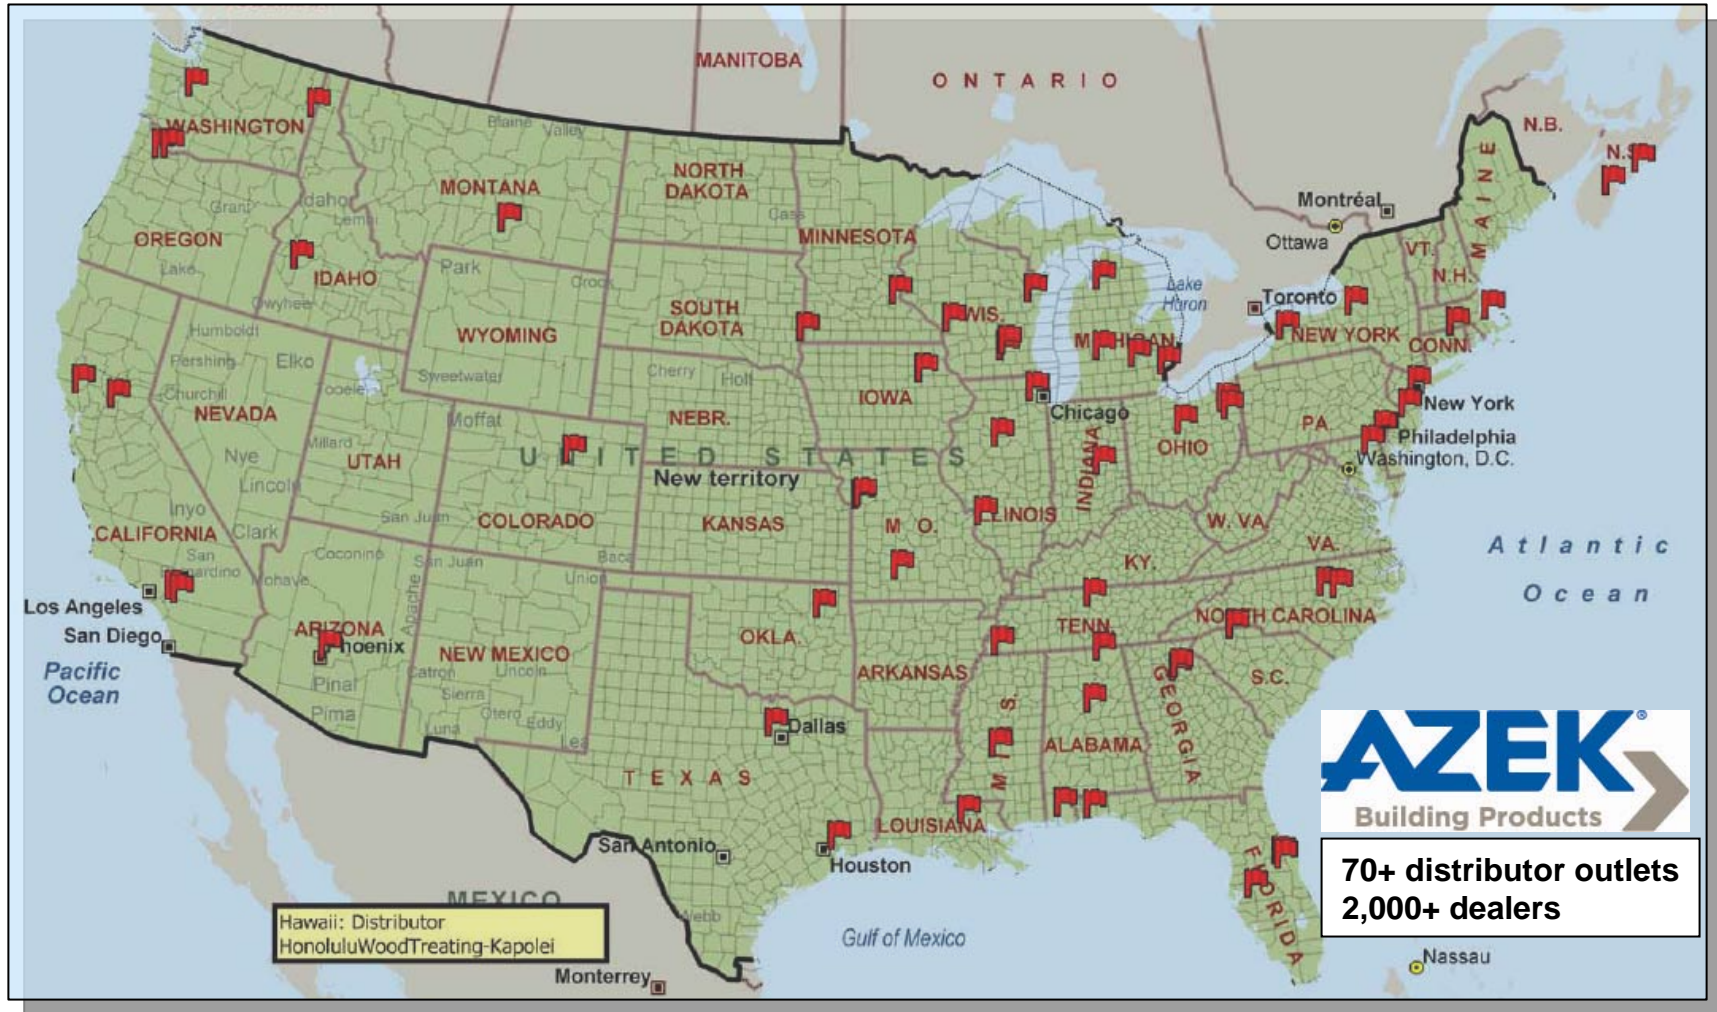 MANITOBA
ONTARIO
N.B.
WASHINGTON
Blaine
Valley
NORTH
DAKOTA
MONTANA
MAINE
Idaho
Lemhi
Grant
Cass
Montréal
OREGON
MINNESOTA
Ottawa
VT.
Lake
IDAHO
Park
Crook
N.H.
Lake
Huron
Owyhee
SOUTH
DAKOTA
Toronto
WIS.
Humboldt
WYOMING
NEW YORK
CONN.
Pershing
Elko
Sweetwater
Cherry
Holt
Churchill
Tooele
IOWA
New York
NEVADA
Moffat
NEBR.
Chicago
PA.
Philadelphia
Millard
OHIO
Washington, D.C.
Nye
UTAH
UNITED STATES
New territory
Lincoln
INDIANA
Inyo
San Juan
COLORADO
KANSAS
MO.
ILLINOIS
W. VA.
CALIFORNIA
Clark
VA.
Atlantic
Ocean
San
Bernardino
Mohave
Coconino
San Juan
Baca
Union
KY.
Apache
Los Angeles
San Diego
ARIZONA
Phoenix
NEW MEXICO
OKLA.
TENN.
NORTH CAROLINA
Pacific
Ocean
Catron
Lincoln
ARKANSAS
S.C.
Pinal
Sierra
Pima
Otero
Eddy
Luna
Lea
Dallas
MISS.
ALABAMA
GEORGIA
TEXAS
AZEK®
Building Products
LOUISIANA
San Antonio
Houston
FLORIDA
70+ distributor outlets
2,000+ dealers
MEXICO
Webb
Hawaii: Distributor
HonoluluWoodTreating-Kapolei
Gulf of Mexico
Monterrey
Nassau
MICHIGAN